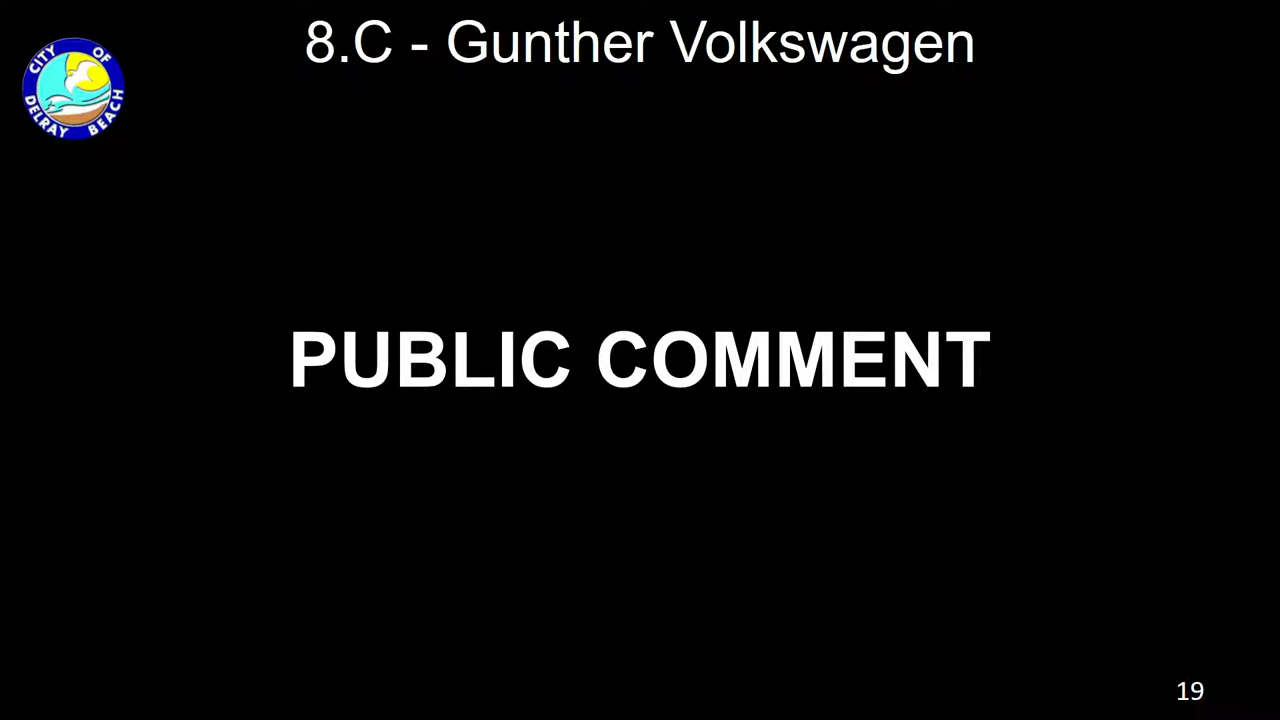 8.C - Gunther Volkswagen
CITY OF
DELRAY BEACH
PUBLIC COMMENT
19